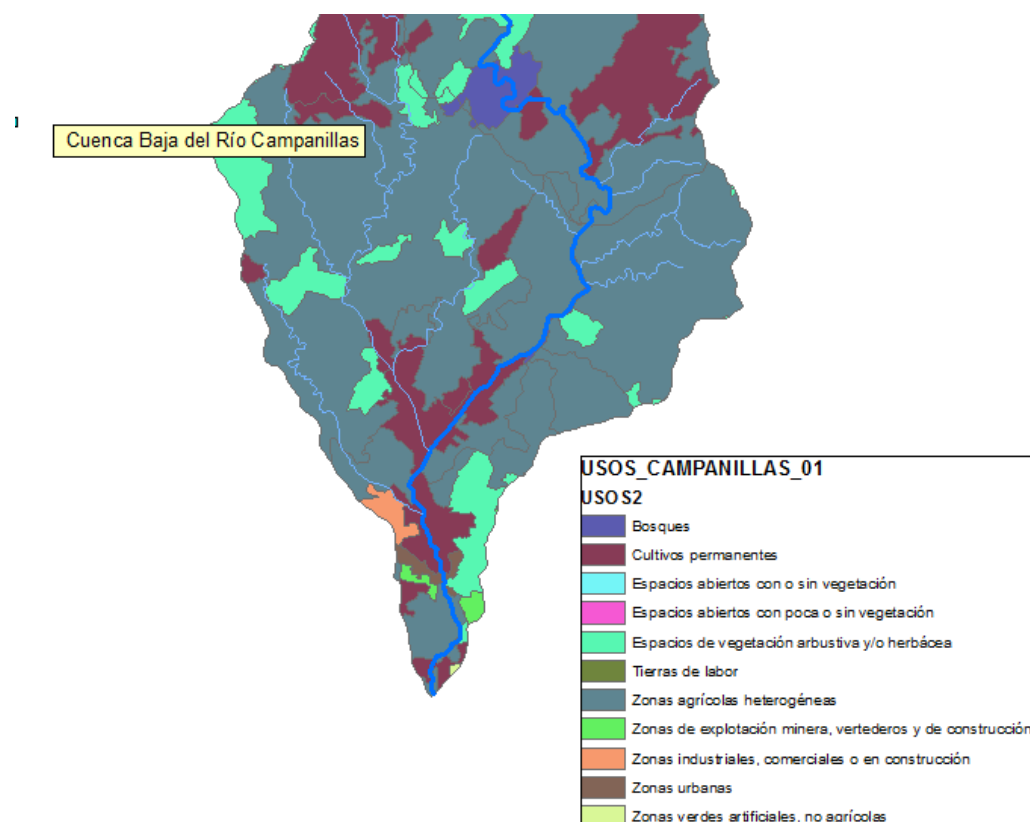 Cuenca Baja del Río Campanillas
USOS_CAMPANILLAS_01
USOS2
Bosques
Cultivos permanentes
Espacios abiertos con o sin vegetación
Espacios abiertos con poca o sin vegetación
Espacios de vegetación arbustiva y/o herbácea
Tierras de labor
Zonas agrícolas heterogéneas
Zonas de explotación minera, vertederos y de construcción
Zonas industriales, comerciales o en construcción
Zonas urbanas
Zonas verdes artificiales, no agrícolas